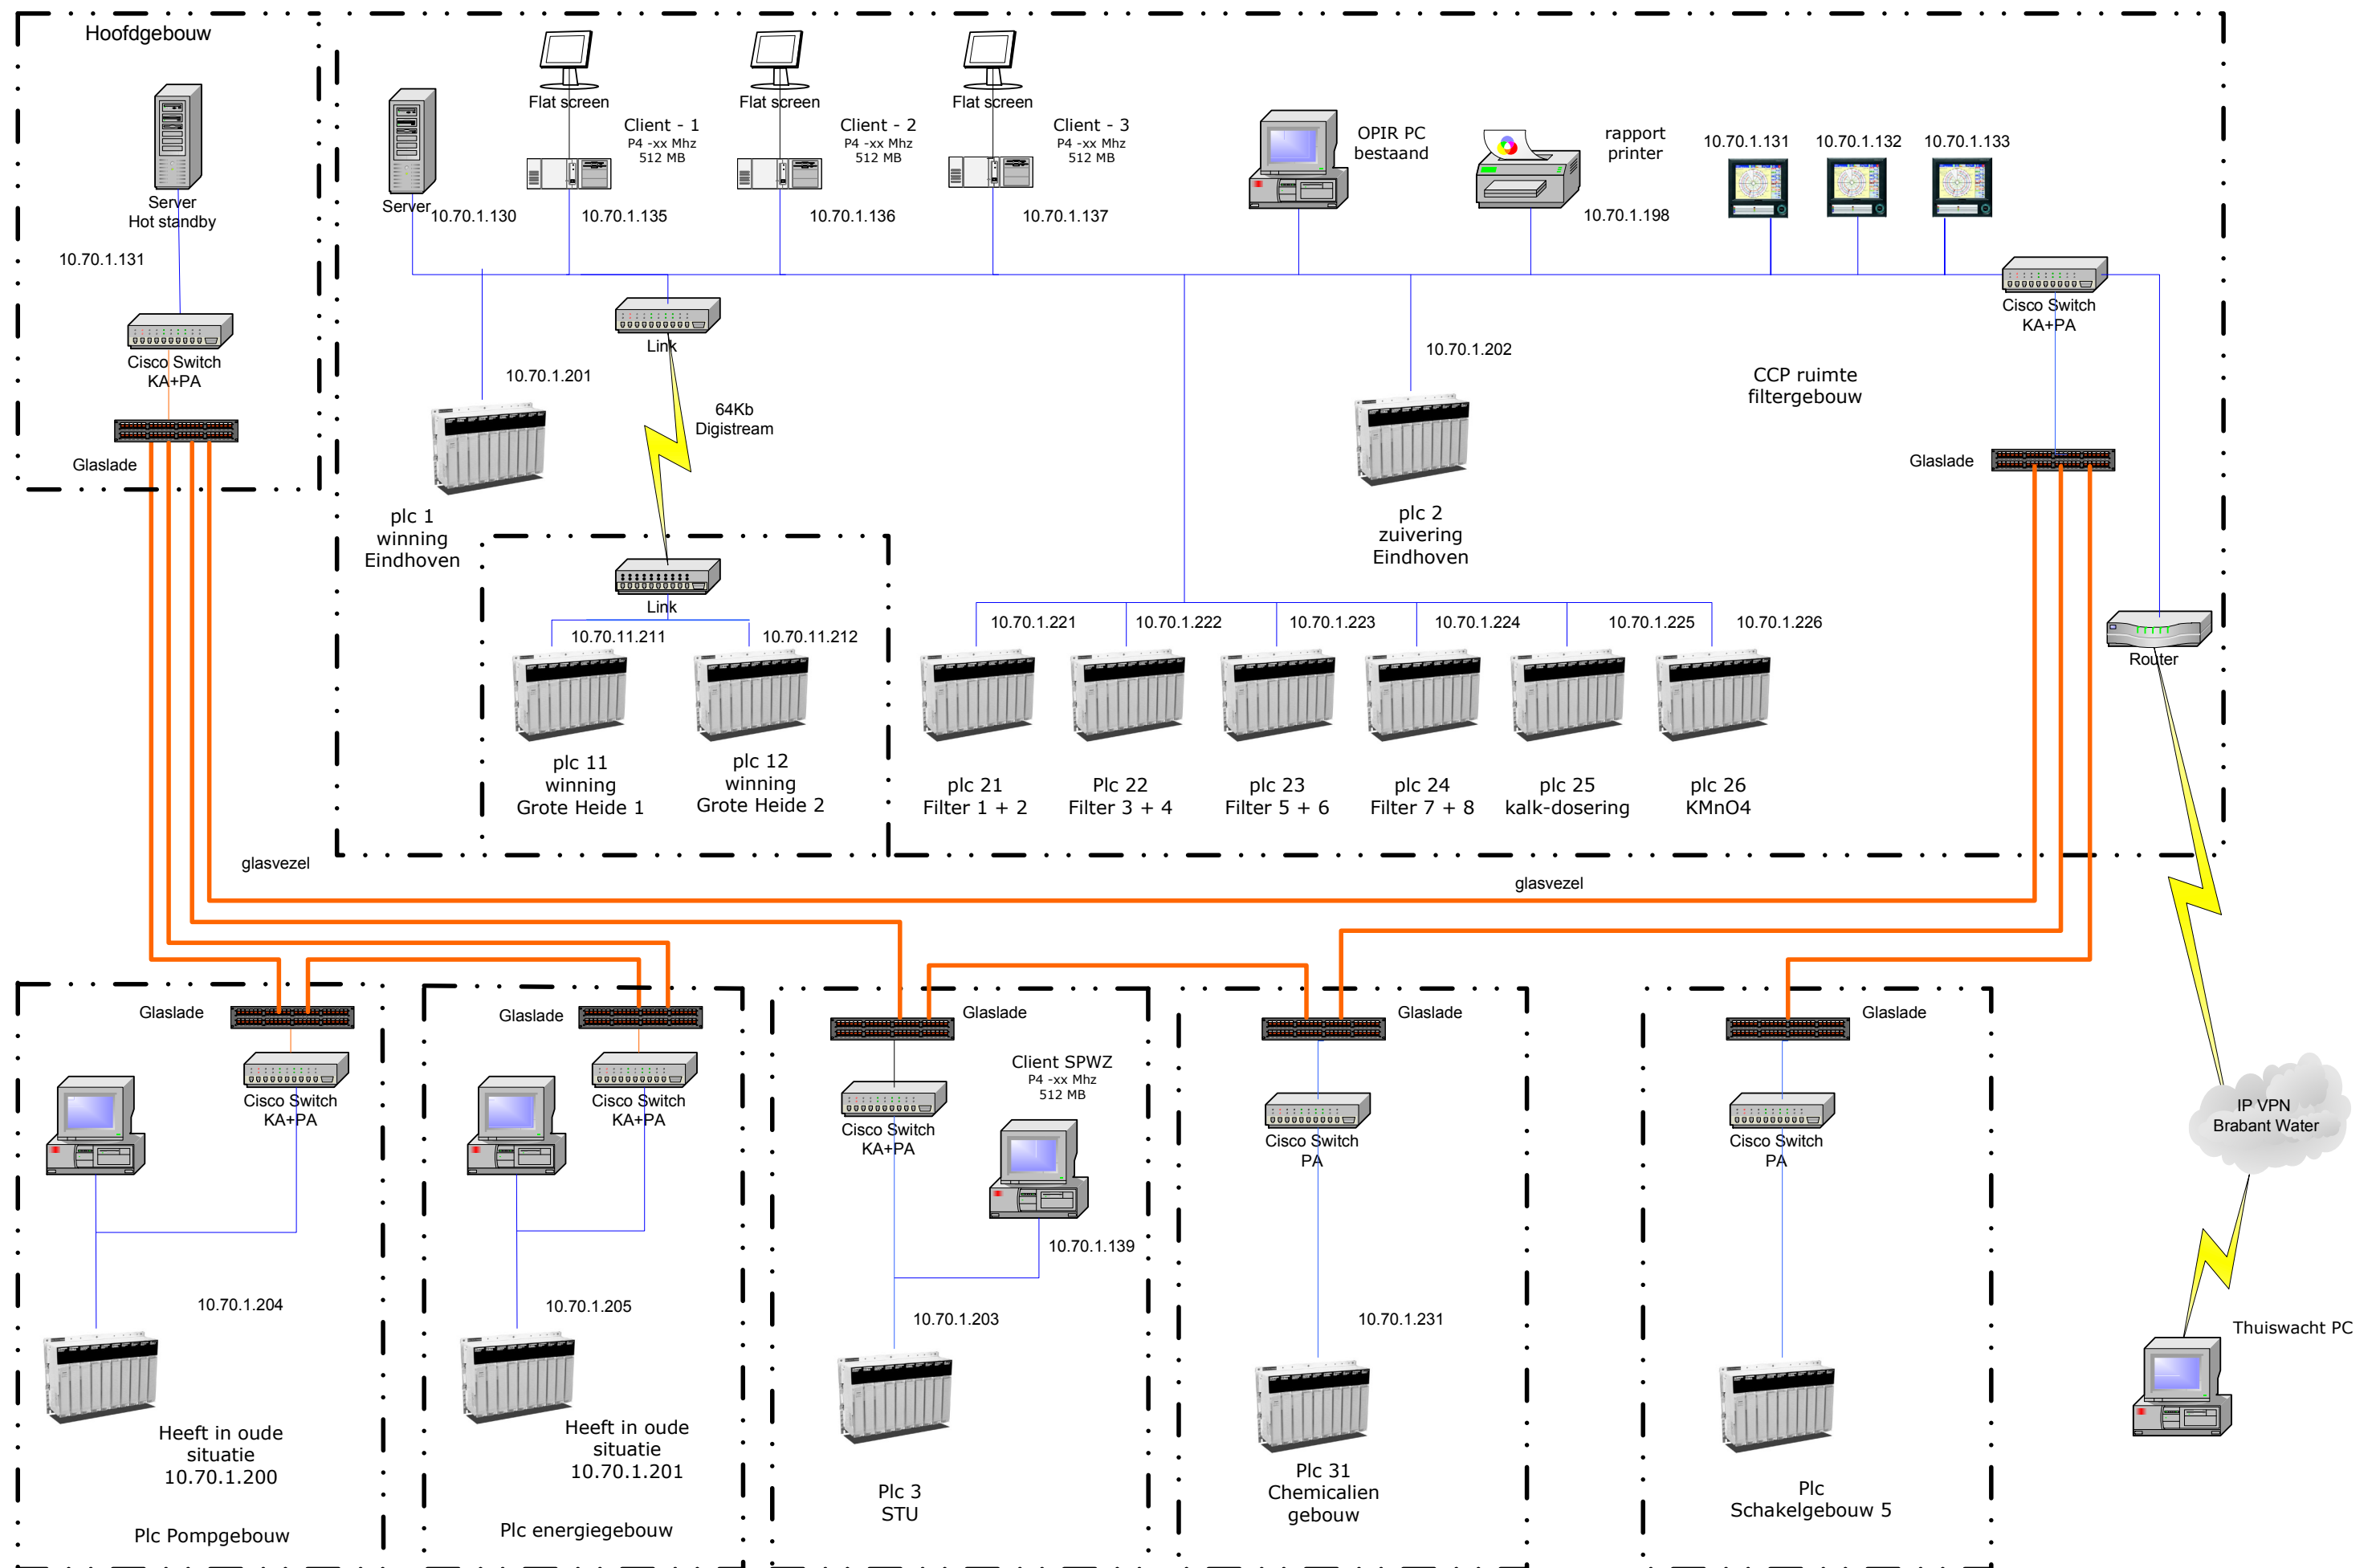 Hoofdgebouw
Server
Hot standby
10.70.1.131
Cisco Switch
KA+PA
Glaslade
Flat screen
Client - 1
P4 -xx Mhz
512 MB
Flat screen
Client - 2
P4 -xx Mhz
512 MB
Flat screen
Client - 3
P4 -xx Mhz
512 MB
OPIR PC
bestaand
rapport
printer
10.70.1.131
10.70.1.132
10.70.1.133
Server
10.70.1.130
10.70.1.135
10.70.1.136
10.70.1.137
10.70.1.198
Cisco Switch
KA+PA
Link
10.70.1.201
10.70.1.202
CCP ruimte
filtergebouw
64Kb
Digistream
Glaslade
plc 1
winning
Eindhoven
plc 2
zuivering
Eindhoven
Link
10.70.11.211
10.70.11.212
10.70.1.221
10.70.1.222
10.70.1.223
10.70.1.224
10.70.1.225
10.70.1.226
Router
plc 11
winning
Grote Heide 1
plc 12
winning
Grote Heide 2
plc 21
Filter 1 + 2
Plc 22
Filter 3 + 4
plc 23
Filter 5 + 6
plc 24
Filter 7 + 8
plc 25
kalk-dosering
plc 26
KMnO4
glasvezel
glasvezel
Glaslade
Cisco Switch
KA+PA
10.70.1.204
Heeft in oude
situatie
10.70.1.200
Plc Pompgebouw
Glaslade
Cisco Switch
KA+PA
10.70.1.205
Heeft in oude
situatie
10.70.1.201
Plc energiegebouw
Glaslade
Client SPWZ
P4 -xx Mhz
512 MB
Cisco Switch
KA+PA
10.70.1.139
10.70.1.203
Plc 3
STU
Glaslade
Cisco Switch
PA
10.70.1.231
Plc 31
Chemicalien
gebouw
Glaslade
Cisco Switch
PA
Plc
Schakelgebouw 5
IP VPN
Brabant Water
Thuiswacht PC